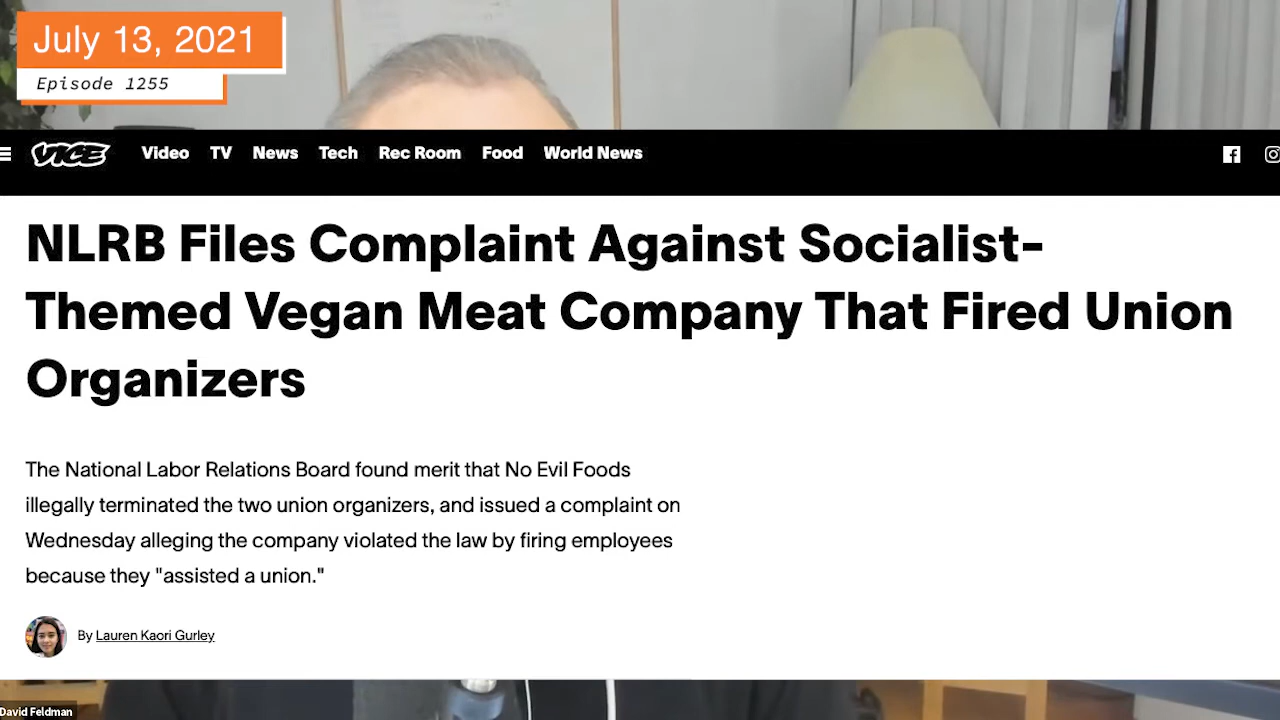 July 13, 2021
Episode 1255
VICE Video TV News Tech Rec Room Food World News
NLRB Files Complaint Against Socialist-
Themed Vegan Meat Company That Fired Union
Organizers
The National Labor Relations Board found merit that No Evil Foods
illegally terminated the two union organizers, and issued a complaint on
Wednesday alleging the company violated the law by firing employees
because they "assisted a union."
By Lauren Kaori Gurley
David Feldman